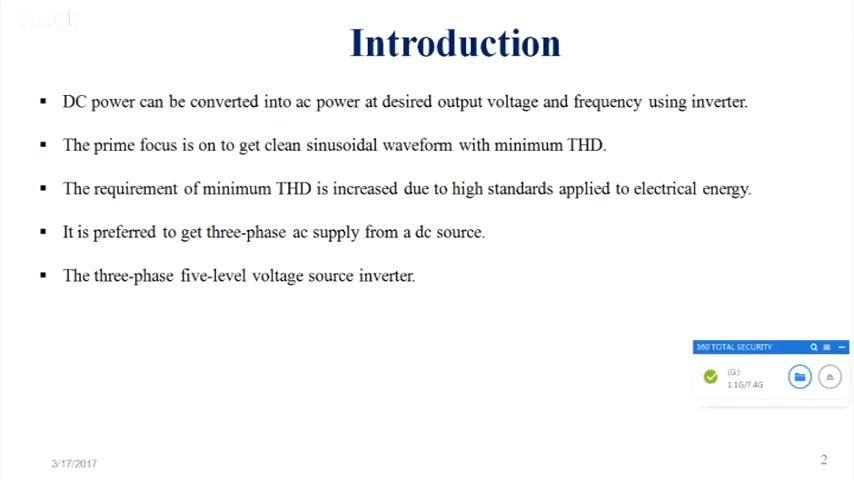 Google
Introduction
▪ DC power can be converted into ac power at desired output voltage and frequency using inverter.
▪ The prime focus is on to get clean sinusoidal waveform with minimum THD.
▪ The requirement of minimum THD is increased due to high standards applied to electrical energy.
▪ It is preferred to get three-phase ac supply from a dc source.
▪ The three-phase five-level voltage source inverter.
360 TOTAL SECURITY
(G:)
1.1G/7.4G
3/17/2017
2